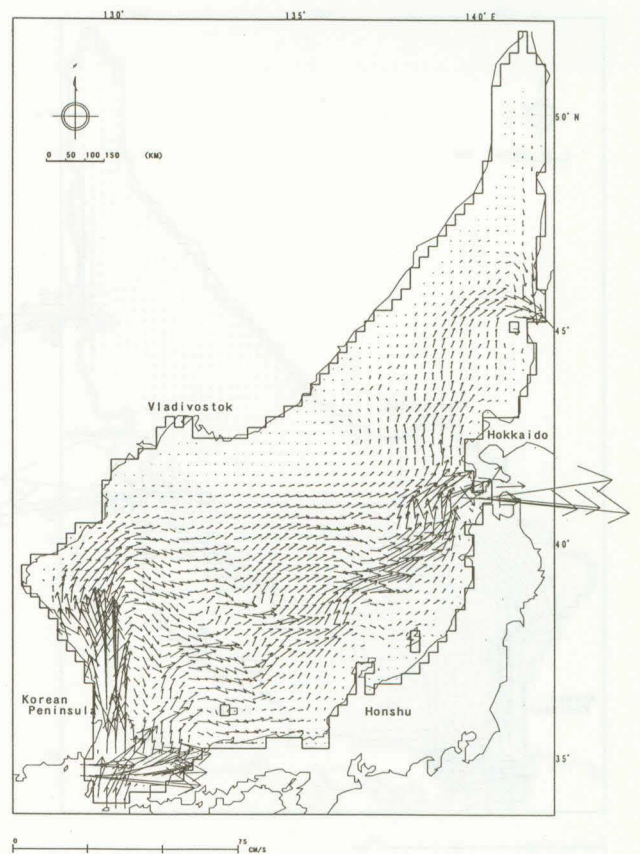 130° 135° 140° E
50° N
0 50 100 150 (KM)
45°
Vladivostok
Hokkaido
40°
Korean
Peninsula
Honshu
35°
0 75
CM/S